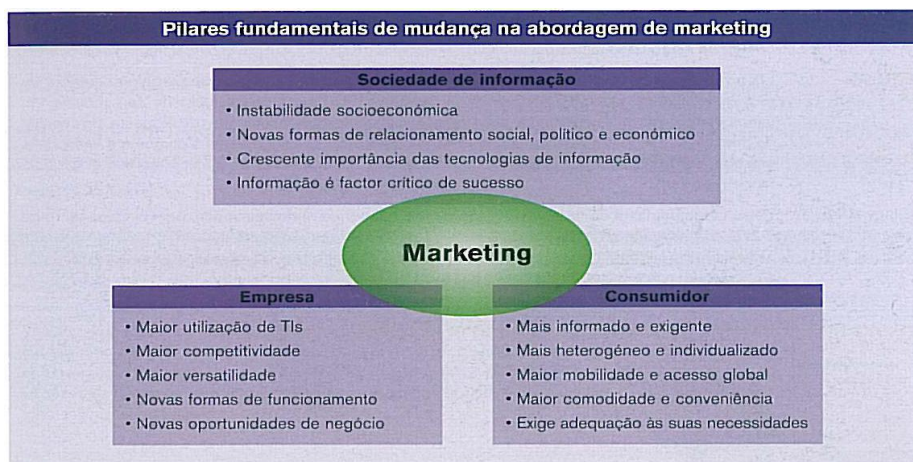 Pilares fundamentais de mudança na abordagem de marketing
Sociedade de informação
• Instabilidade socioeconómica
• Novas formas de relacionamento social, político e económico
• Crescente importância das tecnologias de informação
• Informação é factor crítico de sucesso
Marketing
Empresa
• Maior utilização de TIs
• Maior competitividade
• Maior versatilidade
• Novas formas de funcionamento
• Novas oportunidades de negócio
Consumidor
• Mais informado e exigente
• Mais heterogéneo e individualizado
• Maior mobilidade e acesso global
• Maior comodidade e conveniência
• Exige adequação às suas necessidades